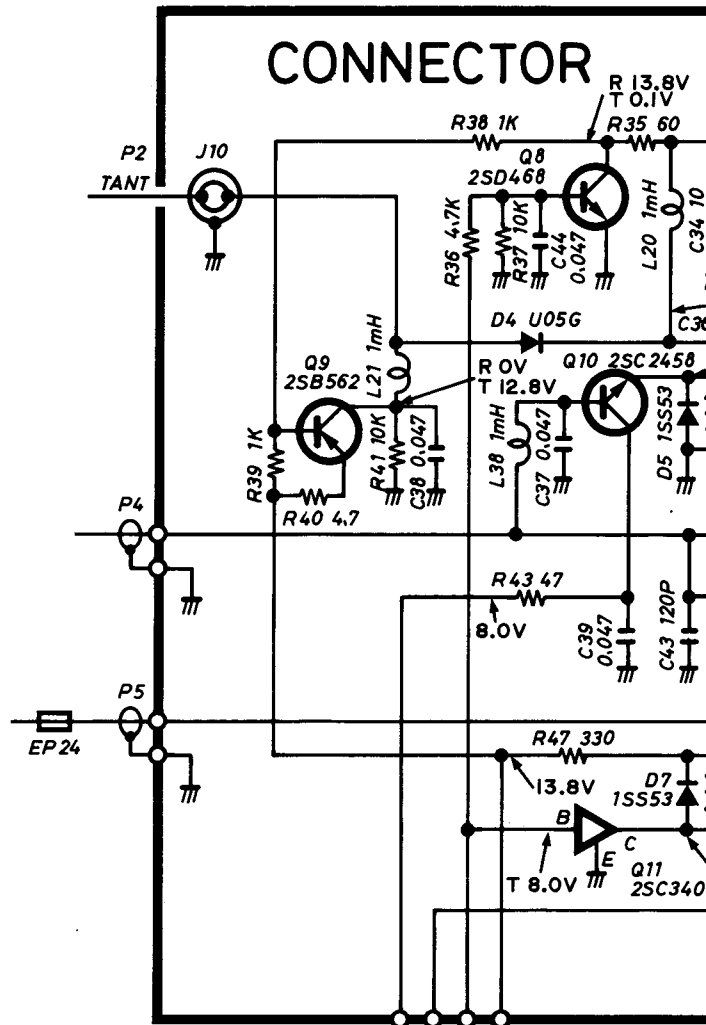 CONNECTOR
R 13.8V
T 0.1V
R38 1K
R35 60
P2
J10
Q8
2SD468
TANT
R36 4.7K
R37 10K
C44
0.047
L20 1mH
C34 10
D4 U05G
C36
Q9
2SB562
L21 1mH
R 0V
T 12.8V
Q10 2SC2458
R39 1K
R41 10K
C38 0.047
L38 1mH
C37 0.047
D5 1SS53
R40 4.7
P4
R43 47
8.0V
C39
0.047
C43 120P
P5
EP24
R47 330
13.8V
D7
1SS53
B
E
C
T 8.0V
Q11
2SC340